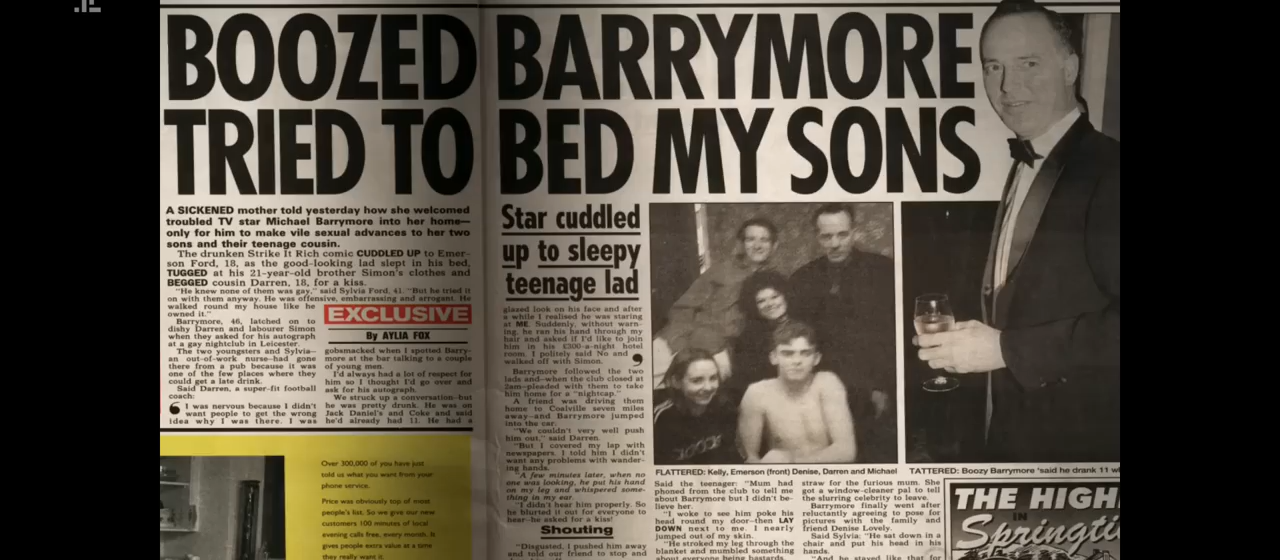 BOOZED BARRYMORE
TRIED TO BED MY SONS
A SICKENED mother told yesterday how she welcomed
troubled TV star Michael Barrymore into her home—
only for him to make vile sexual advances to her two
sons and their teenage cousin.
The drunken Strike It Rich comic CUDDLED UP to Emer-
son Ford, 18, as the good-looking lad slept in his bed,
TUGGED at his 21-year-old brother Simon's clothes and
BEGGED cousin Darren, 18, for a kiss.
"He knew none of them was gay," said Sylvia Ford, 41. "But he tried it
on with them anyway. He was offensive, embarrassing and arrogant. He
walked round my house like he
owned it."
Barrymore, 46, latched on to
dishy Darren and labourer Simon
when they asked for his autograph
at a gay nightclub in Leicester.
The two youngsters and Sylvia—
an out-of-work nurse—had gone
there from a pub because it was
one of the few places where they
could get a late drink.
Said Darren, a super-fit football
coach:
I was nervous because I didn't
want people to get the wrong
idea why I was there. I was
EXCLUSIVE
By AYLIA FOX
gobsmacked when I spotted Barry-
more at the bar talking to a couple
of young men.
I'd always had a lot of respect for
him so I thought I'd go over and
ask for his autograph.
We struck up a conversation—but
he was pretty drunk. He was on
Jack Daniel's and Coke and said
he'd already had 11. He had a
Star cuddled
up to sleepy
teenage lad
glazed look on his face and after
a while I realised he was staring
at ME. Suddenly, without warn-
ing, he ran his hand through my
hair and asked if I'd like to join
him in his £300-a-night hotel
room. I politely said No and
walked off with Simon.
Barrymore followed the two
lads and—when the club closed at
2am—pleaded with them to take
him home for a "nightcap."
A friend was driving them
home to Coalville seven miles
away—and Barrymore jumped
into the car.
"We couldn't very well push
him out," said Darren.
"But I covered my lap with
newspapers. I told him I didn't
want any problems with wander-
ing hands.
"A few minutes later, when no
one was looking, he put his hand
on my leg and whispered some-
thing in my ear.
"I didn't hear him properly. So
he blurted it out for everyone to
hear—he asked for a kiss!
Shouting
"Disgusted, I pushed him away
and told our friend to stop and
FLATTERED: Kelly, Emerson (front) Denise, Darren and Michael
TATTERED: Boozy Barrymore 'said he drank 11 wh
Said the teenager: "Mum had
phoned from the club to tell me
about Barrymore but I didn't be-
lieve her.
"I woke to see him poke his
head round my door—then LAY
DOWN next to me. I nearly
jumped out of my skin.
"He stroked my leg through the
blanket and mumbled something
about everyone being bastards.
straw for the furious mum. She
got a window-cleaner pal to tell
the slurring celebrity to leave.
Barrymore finally went after
reluctantly agreeing to pose for
pictures with the family and
friend Denise Lovely.
Said Sylvia: "He sat down in a
chair and put his head in his
hands.
"And he stayed like that for
THE HIGH
IN
Springti
Over 300,000 of you have just
told us what you want from your
phone service.
Price was obviously top of most
people's list. So we give our new
customers 100 minutes of local
evening calls free, every month. It
gives people extra value at a time
they really want it.